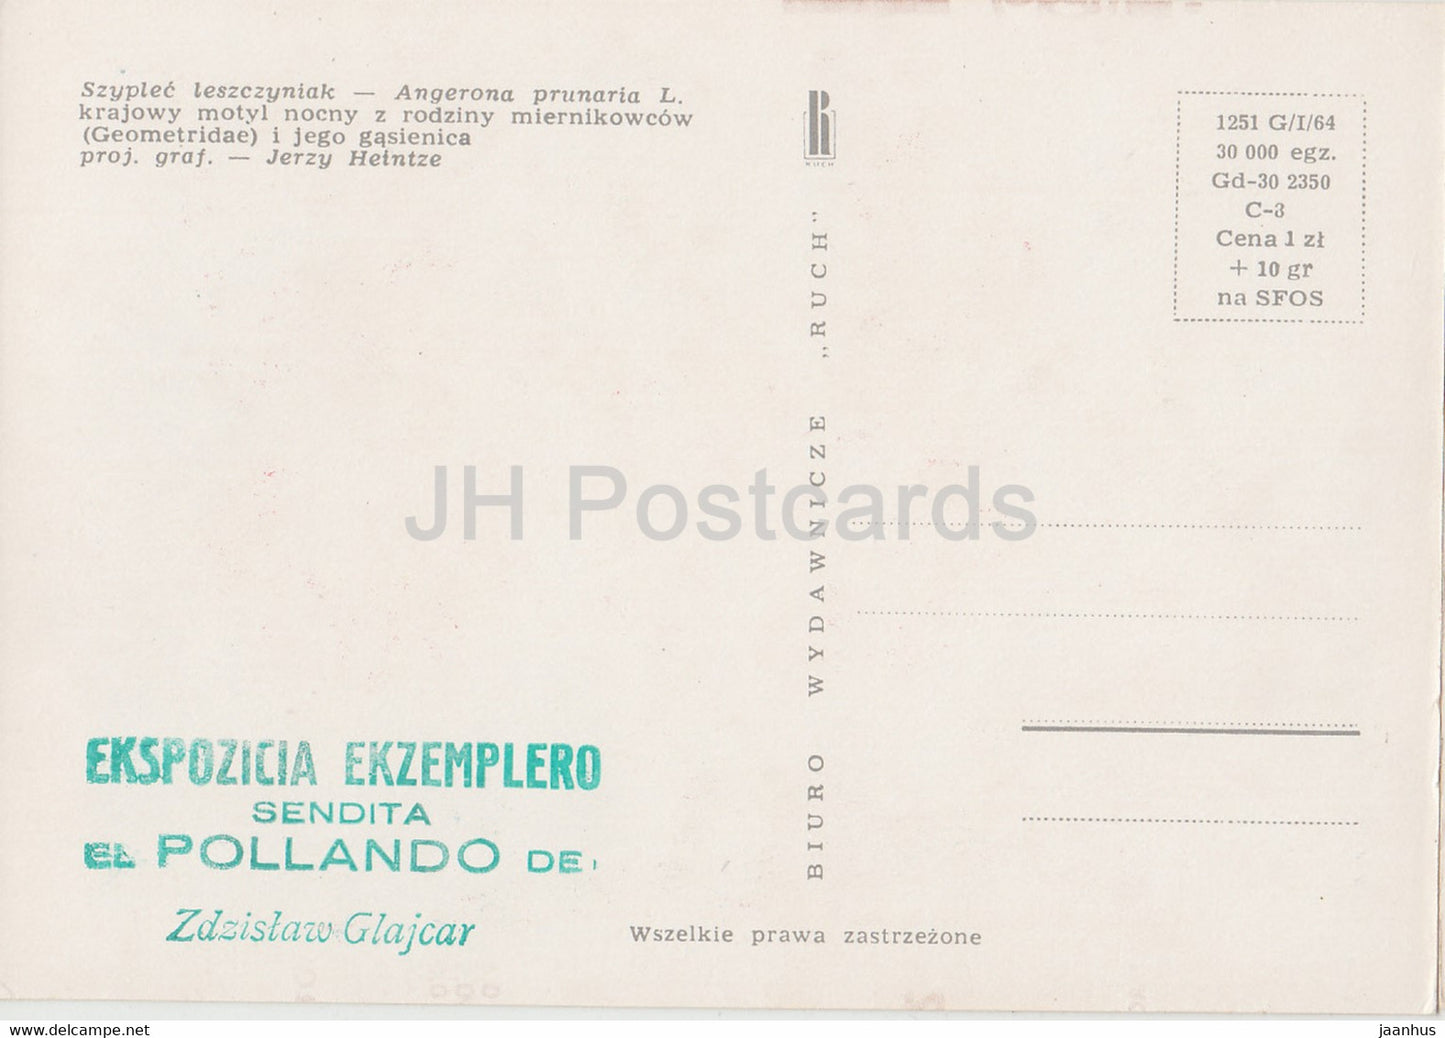 Szypleć leszczyniak — Angerona prunaria L.
krajowy motyl nocny z rodziny miernikowców
(Geometridae) i jego gąsienica
proj. graf. — Jerzy Heintze
RUCH
1251 G/I/64
30 000 egz.
Gd-30 2350
C-3
Cena 1 zł
+ 10 gr
na SFOS
BIURO WYDAWNICZE „RUCH”
JH Postcards
EKSPOZICIA EKZEMPLERO
SENDITA
EL POLLANDO DE:
Zdzisław Glajcar
Wszelkie prawa zastrzeżone
www.delcampe.net
jaanhus